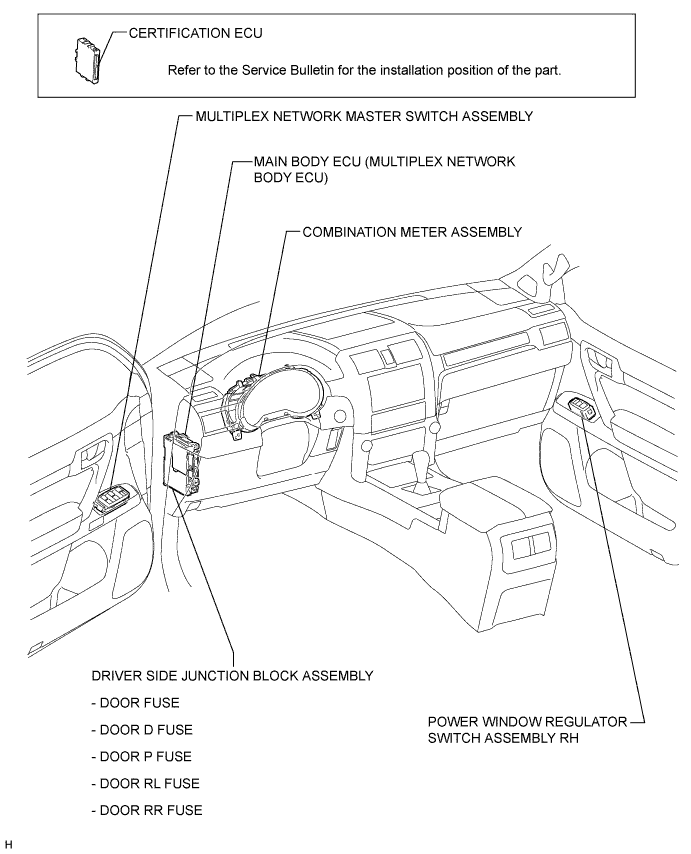 CERTIFICATION ECU
Refer to the Service Bulletin for the installation position of the part.
MULTIPLEX NETWORK MASTER SWITCH ASSEMBLY
MAIN BODY ECU (MULTIPLEX NETWORK
BODY ECU)
COMBINATION METER ASSEMBLY
DRIVER SIDE JUNCTION BLOCK ASSEMBLY
- DOOR FUSE
- DOOR D FUSE
- DOOR P FUSE
- DOOR RL FUSE
- DOOR RR FUSE
POWER WINDOW REGULATOR
SWITCH ASSEMBLY RH
H